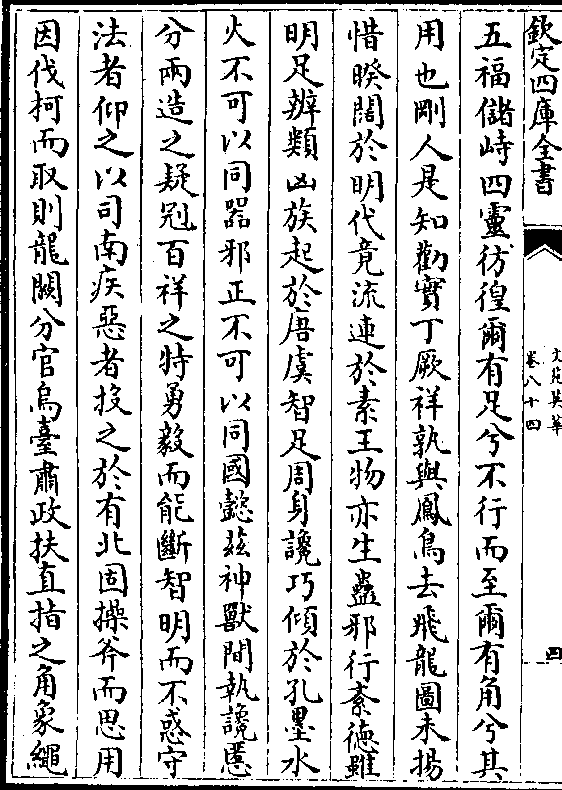 欽定四庫全書
文苑英華
卷八十四
四
五福儲峙四靈彷徨爾有足兮不行而至爾有角兮其
用也剛人是知勸實丁厥祥孰與鳳鳥去飛龍圖未揚
惜暌闊於明代竟流連於素王物亦生蠱邪行紊徳雖
明足辨類凶族起於唐虞智足周身讒巧傾於孔墨水
火不可以同器邪正不可以同國懿茲神獸間執讒慝
分兩造之疑冠百祥之特勇毅而能斷智明而不惑守
法者仰之以司南疾惡者投之於有北固操斧而思用
因伐柯而取則龍闕分官烏臺肅政扶直指之角象繩